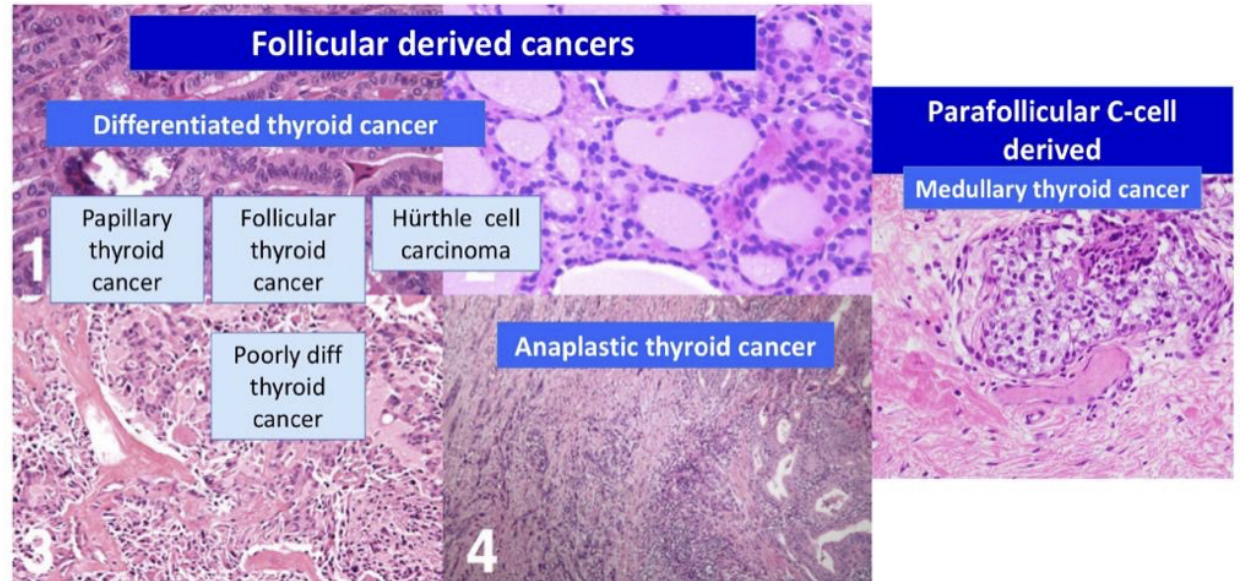 Follicular derived cancers
Differentiated thyroid cancer
Papillary
thyroid
cancer
Follicular
thyroid
cancer
Hürthle cell
carcinoma
1
Poorly diff
thyroid
cancer
3
Anaplastic thyroid cancer
4
Parafollicular C-cell
derived
Medullary thyroid cancer